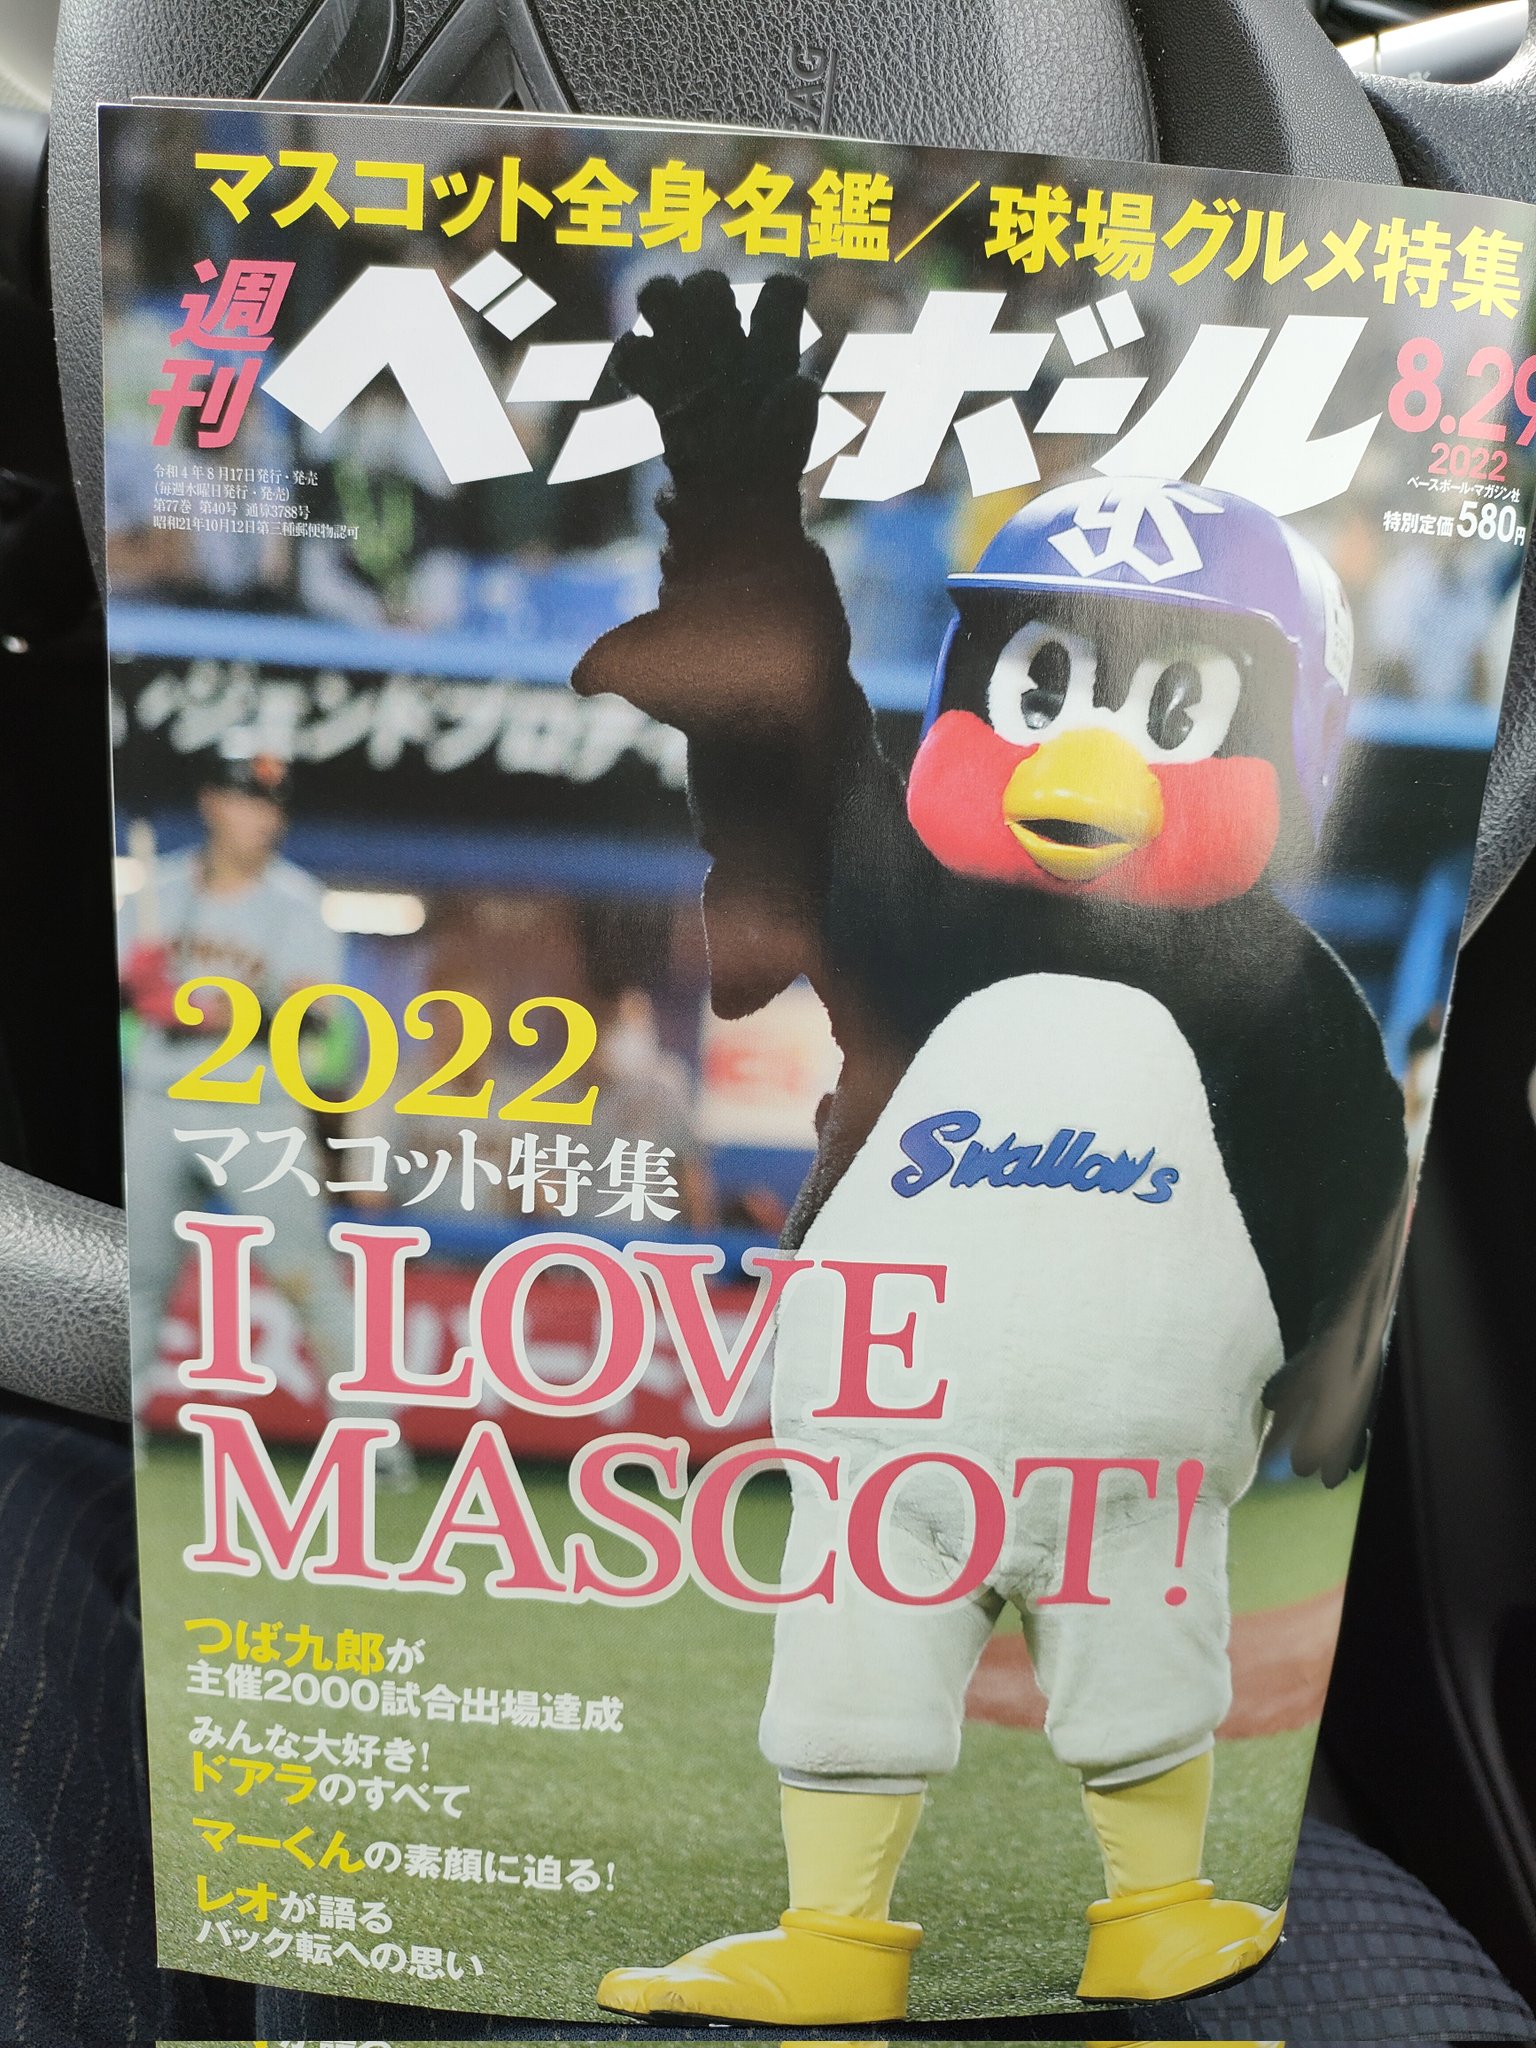 マスコット全身名鑑／球場グルメ特集
週刊
ベースボール
8.29
2022
ベースボール・マガジン社
特別定価580円
令和4年8月17日発行・発売
(毎週水曜日発行・発売)
第77巻 第40号 通算3788号
昭和21年10月12日第三種郵便物認可
Swallows
2022
マスコット特集
I LOVE
MASCOT!
つば九郎が
主催2000試合出場達成
みんな大好き!
ドアラのすべて
マーくんの素顔に迫る!
レオが語る
バック転への思い